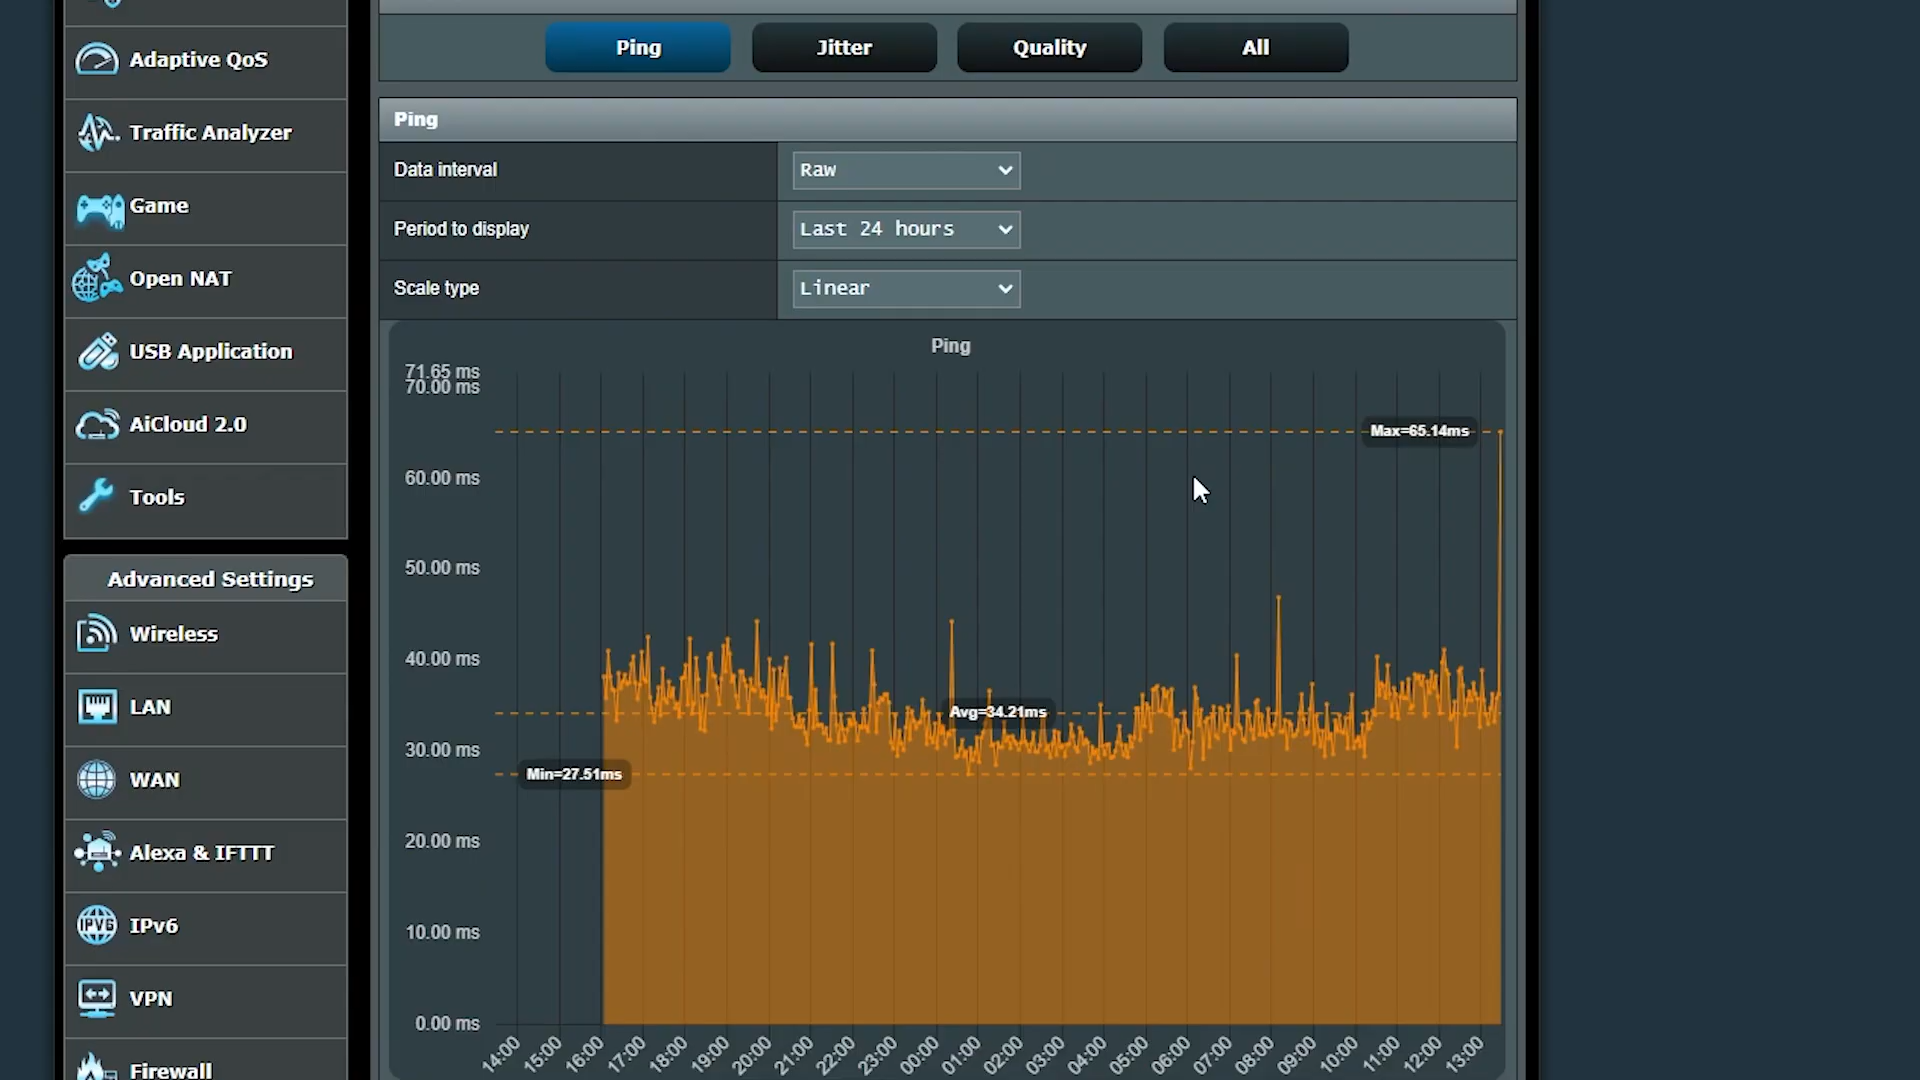 Adaptive QoS
Traffic Analyzer
Game
Open NAT
USB Application
AiCloud 2.0
Tools
Advanced Settings
Wireless
LAN
WAN
Alexa & IFTTT
IPV6 IPv6
VPN
Firewall
Ping Jitter Quality All
Ping
Data interval Raw
Period to display Last 24 hours
Scale type Linear
Ping
71.65 ms
70.00 ms
60.00 ms
50.00 ms
40.00 ms
30.00 ms
20.00 ms
10.00 ms
0.00 ms
Max=65.14ms
Avg=34.21ms
Min=27.51ms
14:00 15:00 16:00 17:00 18:00 19:00 20:00 21:00 22:00 23:00 00:00 01:00 02:00 03:00 04:00 05:00 06:00 07:00 08:00 09:00 10:00 11:00 12:00 13:00